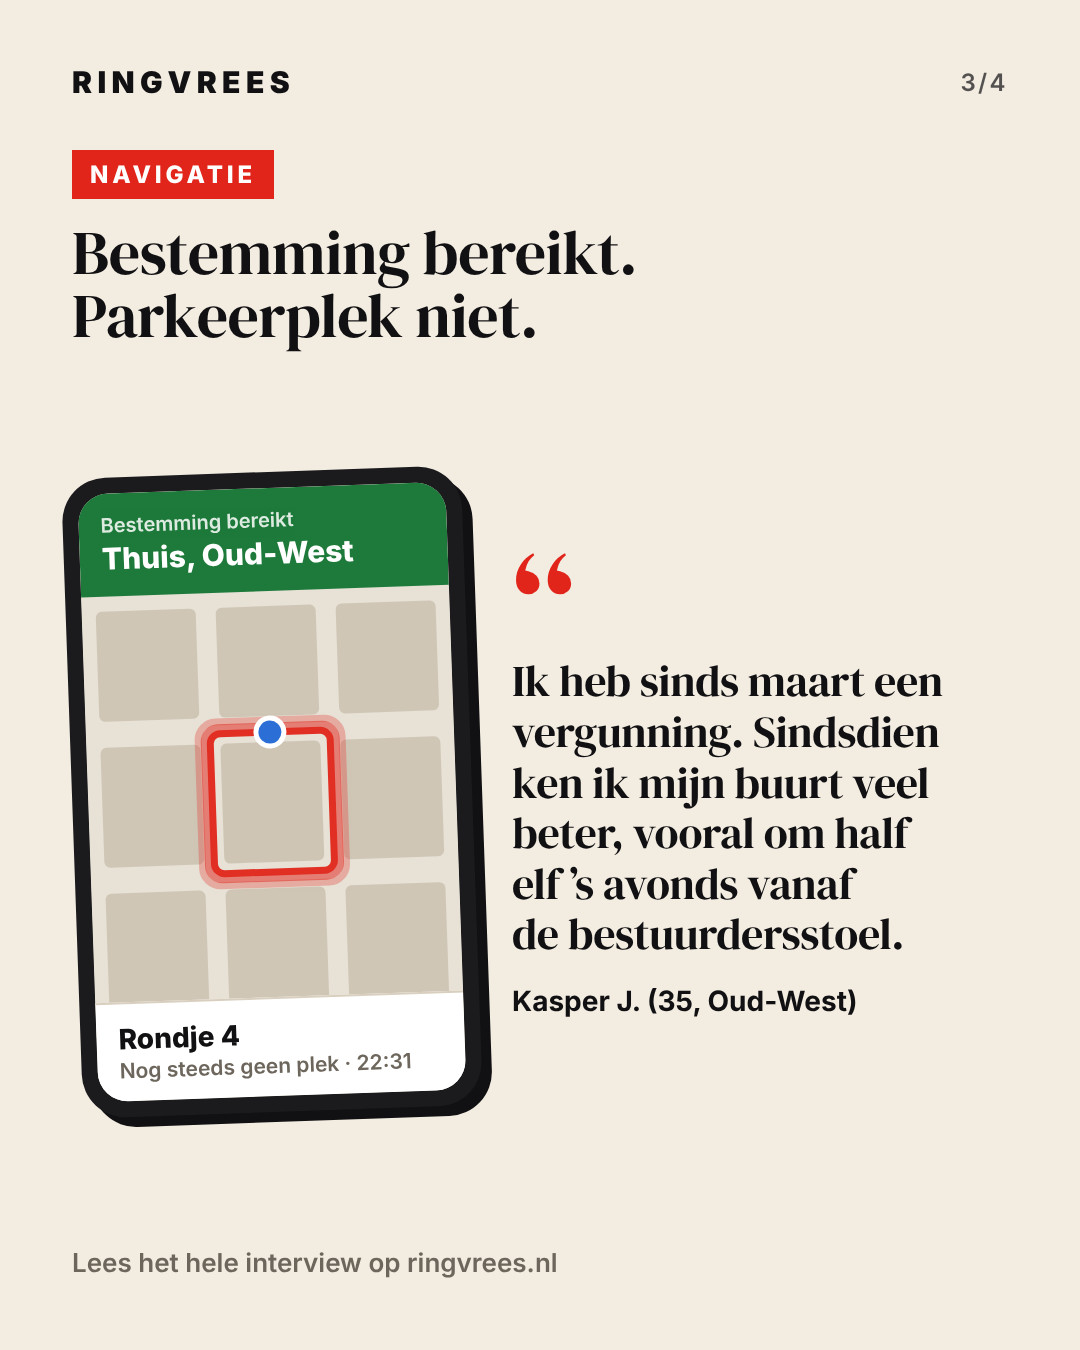 RINGVREES
3/4
NAVIGATIE
Bestemming bereikt.
Parkeerplek niet.
Bestemming bereikt
Thuis, Oud-West
Rondje 4
Nog steeds geen plek · 22:31
“
Ik heb sinds maart een
vergunning. Sindsdien
ken ik mijn buurt veel
beter, vooral om half
elf ’s avonds vanaf
de bestuurdersstoel.
Kasper J. (35, Oud-West)
Lees het hele interview op ringvrees.nl